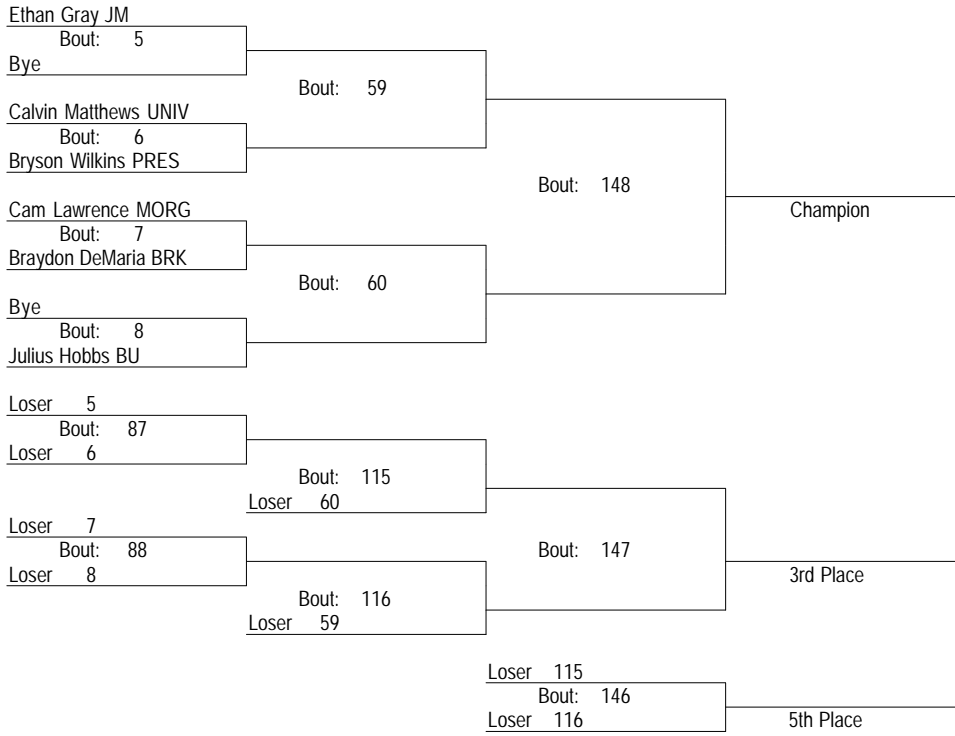 Ethan Gray JM
Bout: 5
Bye
Bout: 59
Calvin Matthews UNIV
Bout: 6
Bryson Wilkins PRES
Bout: 148
Champion
Cam Lawrence MORG
Bout: 7
Braydon DeMaria BRK
Bout: 60
Bye
Bout: 8
Julius Hobbs BU
Loser 5
Bout: 87
Loser 6
Bout: 115
Loser 60
Loser 7
Bout: 88
Loser 8
Bout: 147
3rd Place
Bout: 116
Loser 59
Loser 115
Bout: 146
Loser 116
5th Place